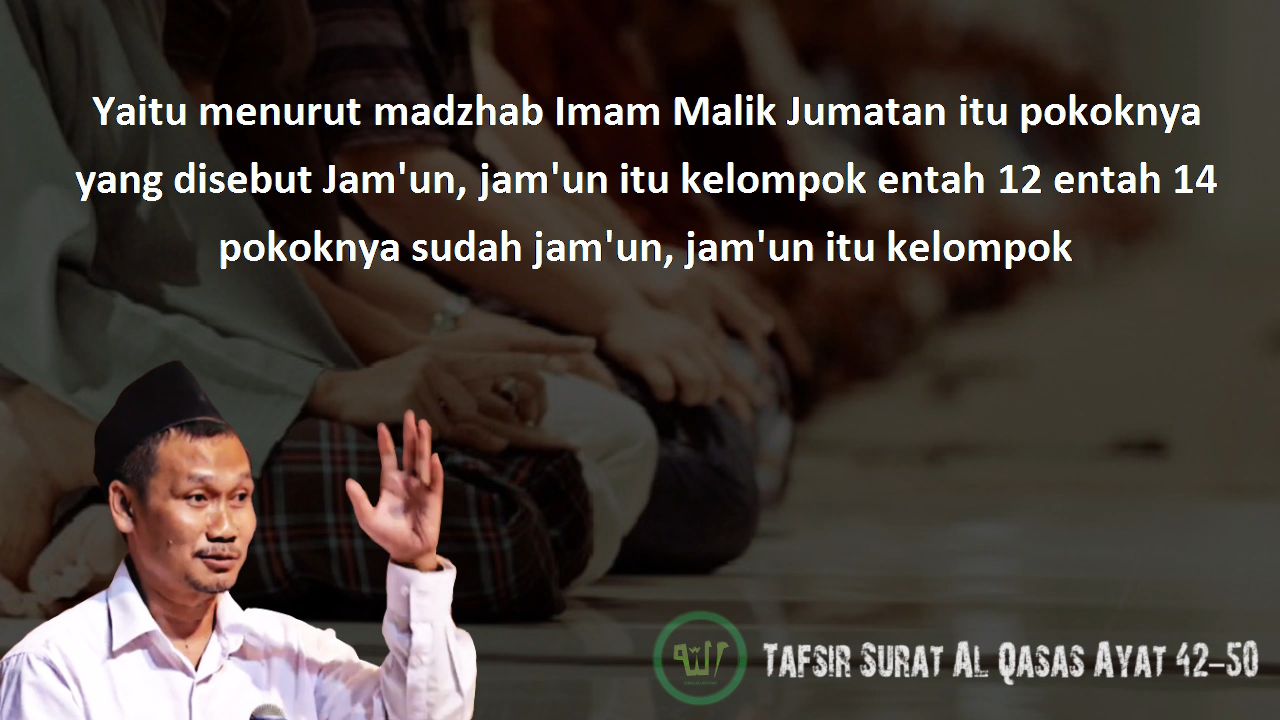 Yaitu menurut madzhab Imam Malik Jumatan itu pokoknya
yang disebut Jam'un, jam'un itu kelompok entah 12 entah 14
pokoknya sudah jam'un, jam'un itu kelompok
Tafsir Surat Al Qasas Ayat 42-50